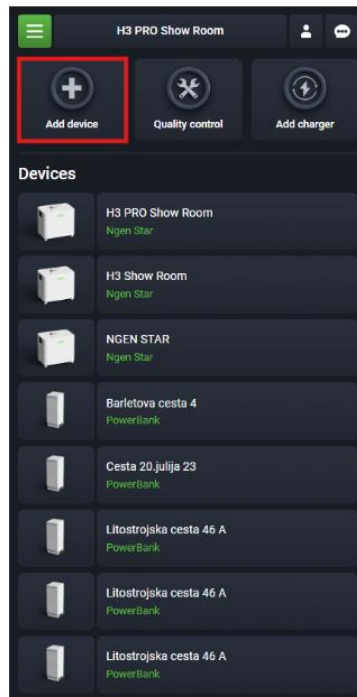 H3 PRO Show Room
Add device
Quality control
Add charger
Devices
H3 PRO Show Room
Ngen Star
H3 Show Room
Ngen Star
NGEN STAR
Ngen Star
Barletova cesta 4
PowerBank
Cesta 20.julija 23
PowerBank
Litostrojska cesta 46 A
PowerBank
Litostrojska cesta 46 A
PowerBank
Litostrojska cesta 46 A
PowerBank